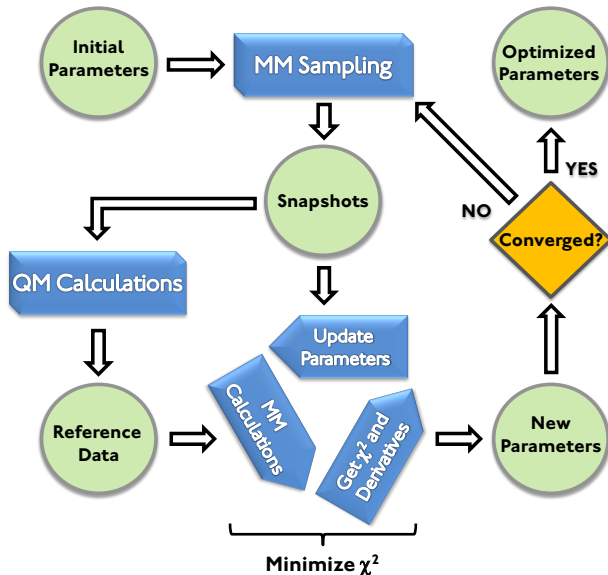 Initial
Parameters
MM Sampling
Optimized
Parameters
YES
NO
Snapshots
Converged?
QM Calculations
Update
Parameters
MM
Calculations
Get χ² and
Derivatives
Reference
Data
New
Parameters
Minimize χ²